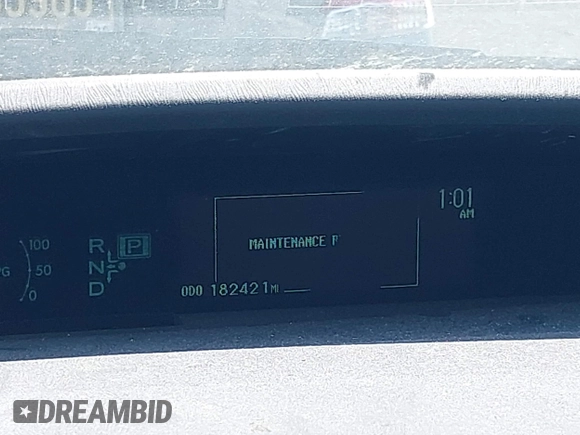 1:01
AM
MAINTENANCE
100
50
0
R
N
D
P
ODO 182421 MI
DREAMBID